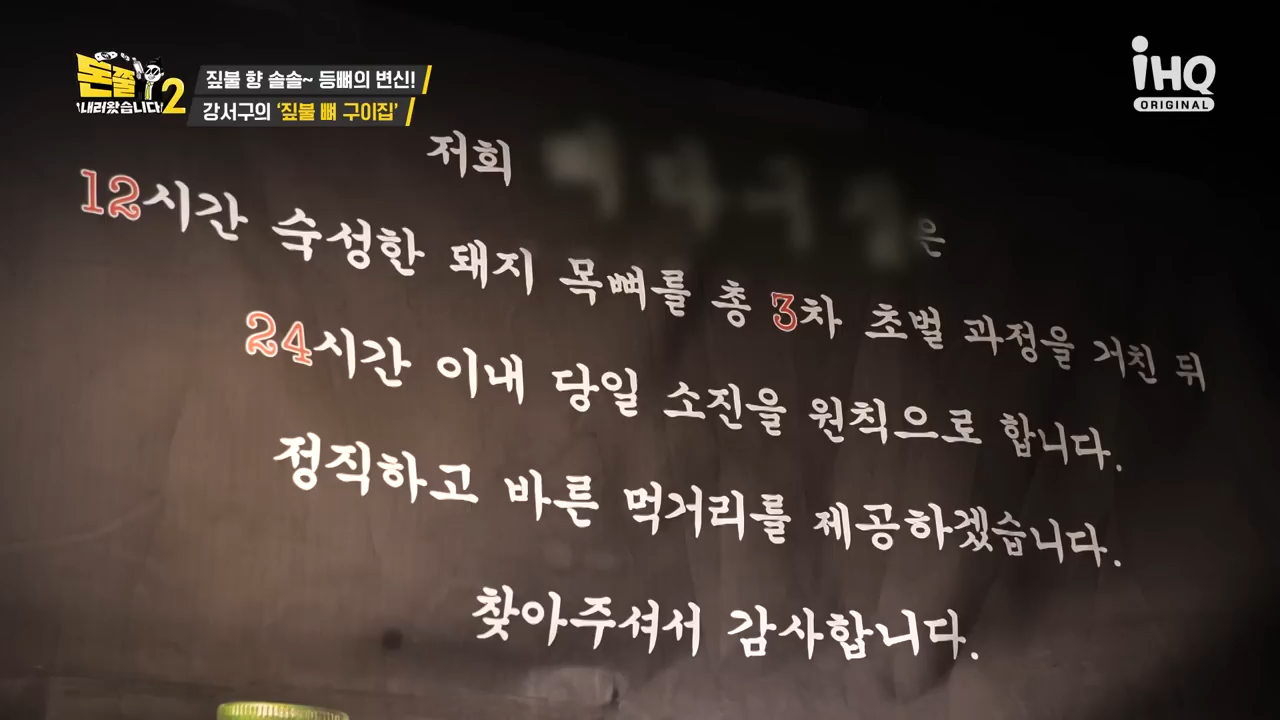 돈쭐
내러왔습니다 2
짚불 향 솔솔~ 등뼈의 변신!
강서구의 '짚불 뼈 구이집'
iHQ
ORIGINAL
저희 은
12시간 숙성한 돼지 목뼈를 총 3차 초벌 과정을 거친 뒤
24시간 이내 당일 소진을 원칙으로 합니다.
정직하고 바른 먹거리를 제공하겠습니다.
찾아주셔서 감사합니다.